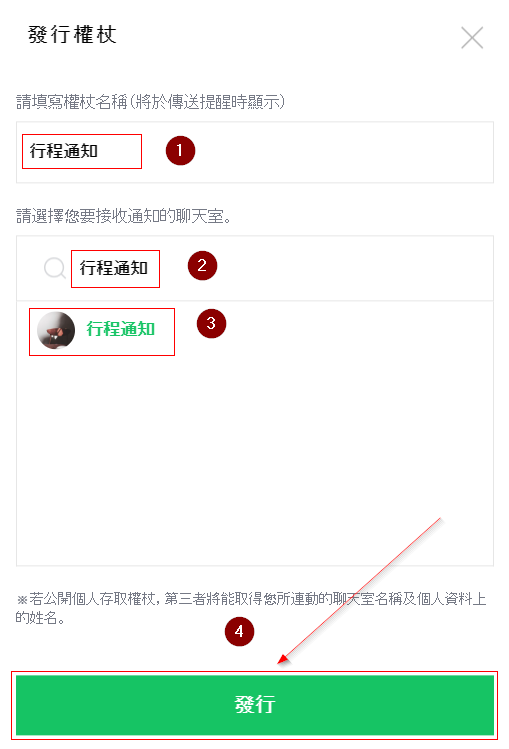 發行權杖
請填寫權杖名稱(將於傳送提醒時顯示)
行程通知
1
請選擇您要接收通知的聊天室。
行程通知
2
行程通知
3
※若公開個人存取權杖, 第三者將能取得您所連動的聊天室名稱及個人資料上
的姓名。
4
發行